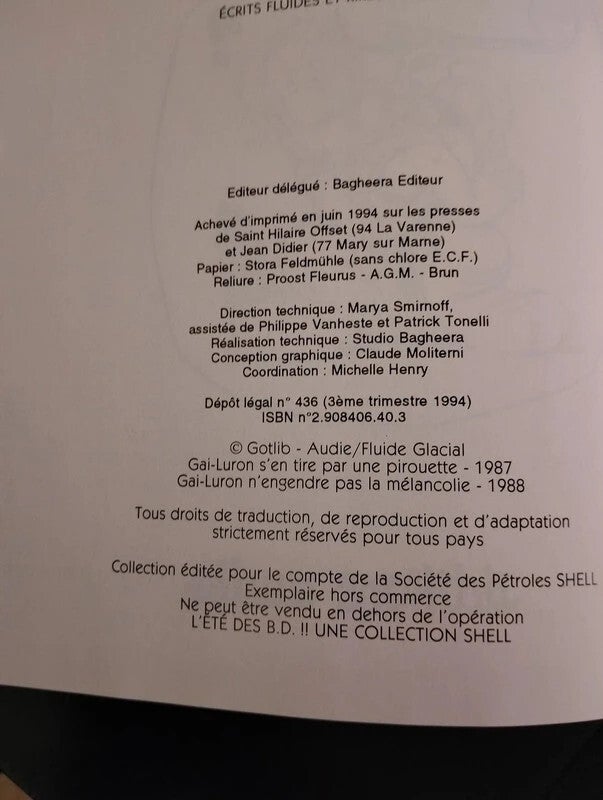 ÉCRITS FLUIDES ET
Editeur délégué : Bagheera Editeur
Achevé d'imprimé en juin 1994 sur les presses
de Saint Hilaire Offset (94 La Varenne)
et Jean Didier (77 Mary sur Marne)
Papier : Stora Feldmühle (sans chlore E.C.F.)
Reliure : Proost Fleurus - A.G.M. - Brun
Direction technique : Marya Smirnoff,
assistée de Philippe Vanheste et Patrick Tonelli
Réalisation technique : Studio Bagheera
Conception graphique : Claude Moliterni
Coordination : Michelle Henry
Dépôt légal n° 436 (3ème trimestre 1994)
ISBN n°2.908406.40.3
© Gotlib - Audie/Fluide Glacial
Gai-Luron s'en tire par une pirouette - 1987
Gai-Luron n'engendre pas la mélancolie - 1988
Tous droits de traduction, de reproduction et d'adaptation
strictement réservés pour tous pays
Collection éditée pour le compte de la Société des Pétroles SHELL
Exemplaire hors commerce
Ne peut être vendu en dehors de l'opération
L'ÉTÉ DES B.D. !! UNE COLLECTION SHELL